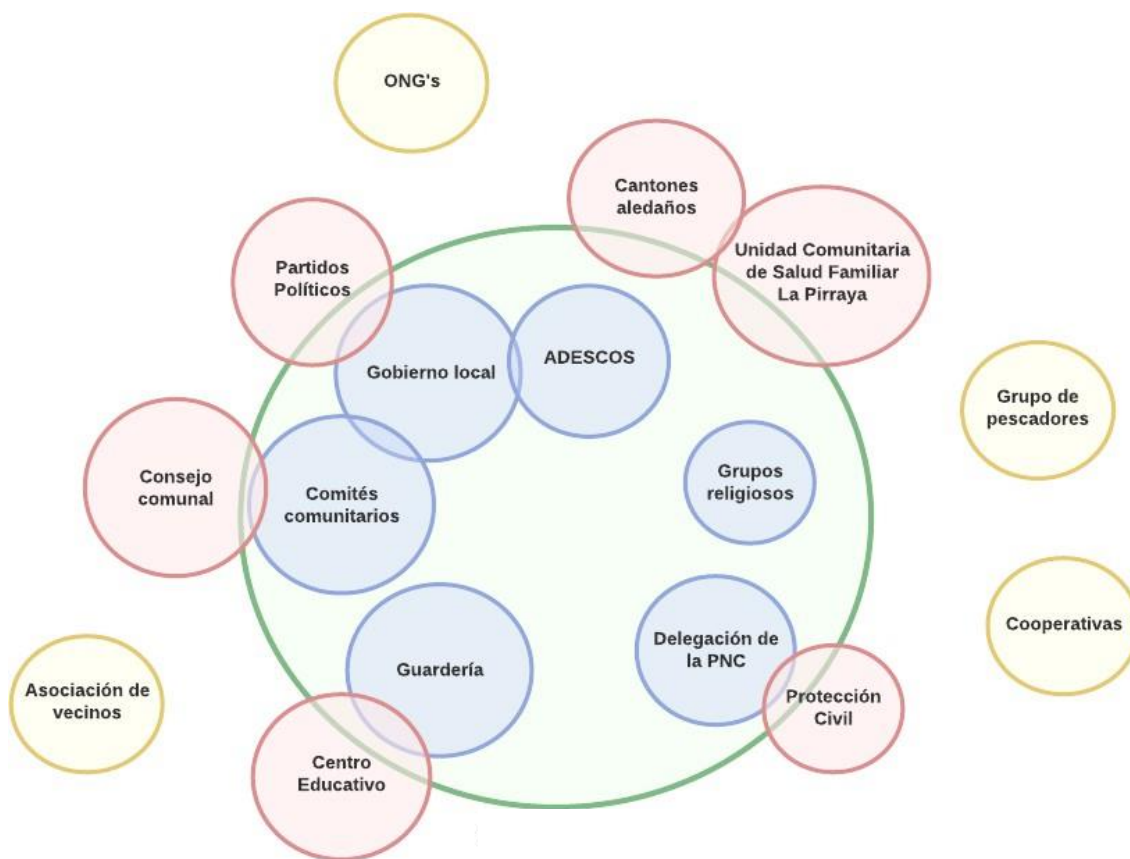 ONG's
Cantones
aledaños
Unidad Comunitaria
de Salud Familiar
La Pirraya
Partidos
Políticos
Gobierno local
ADESCOS
Grupo de
pescadores
Consejo
comunal
Comités
comunitarios
Grupos
religiosos
Cooperativas
Guardería
Delegación de
la PNC
Asociación de
vecinos
Protección
Civil
Centro
Educativo